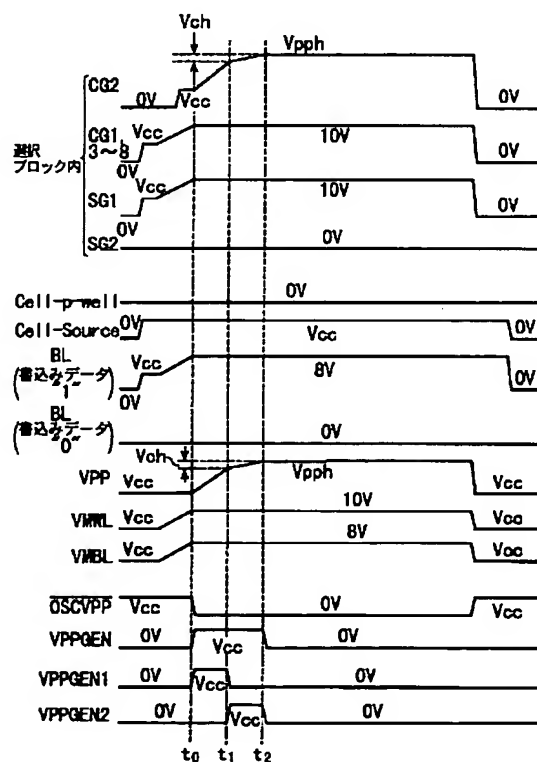 Vch
Vpph
CG2
0V
Vcc
0V
選択
ブロック内
CG1
3～8
Vcc
0V
10V
0V
SG1
Vcc
0V
10V
0V
SG2
0V
Cell-p-well
0V
Cell-Source
0V
Vcc
0V
BL
(書込みデータ
"1")
Vcc
0V
8V
0V
BL
(書込みデータ
"0")
0V
Vch
VPP
Vcc
Vpph
Vcc
VMWL
Vcc
10V
Vcc
VMBL
Vcc
8V
Vcc
OSCVPP
Vcc
0V
Vcc
VPPGEN
0V
Vcc
0V
VPPGEN1
0V
Vcc
0V
VPPGEN2
0V
Vcc
0V
t0 t1 t2